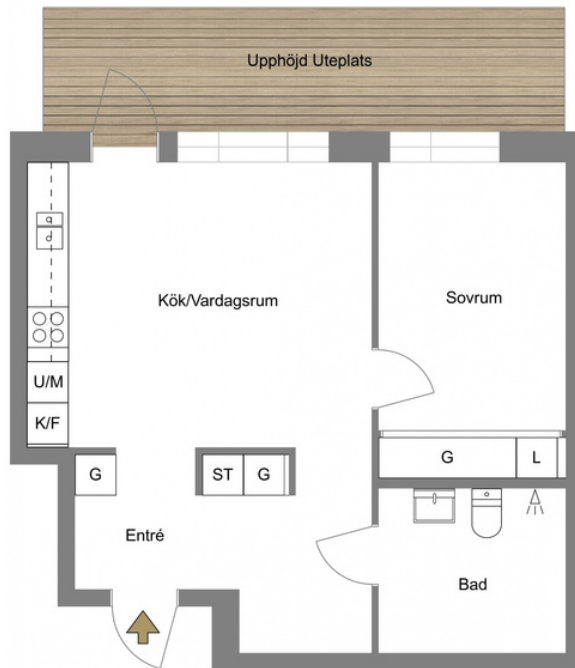 Upphöjd Uteplats
Kök/Vardagsrum
Sovrum
U/M
K/F
G
ST
G
G
L
Entré
Bad